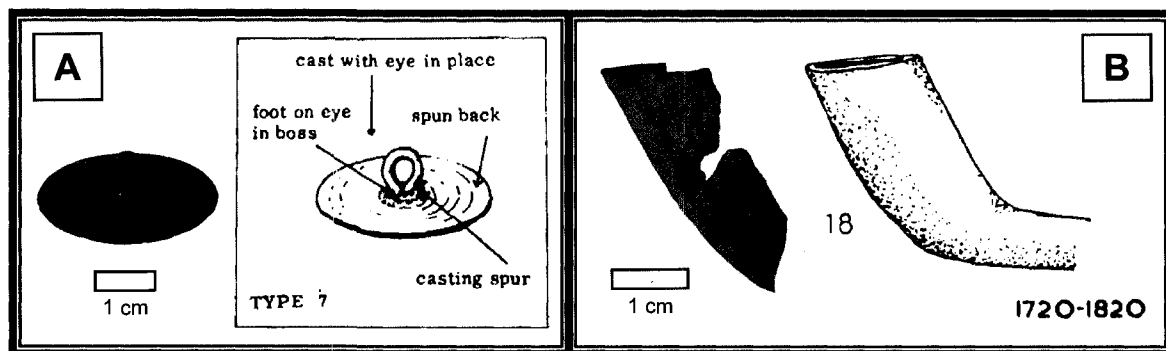 A
cast with eye in place
foot on eye
in boss
spun back
casting spur
TYPE 7
1 cm
B
18
1 cm
1720-1820